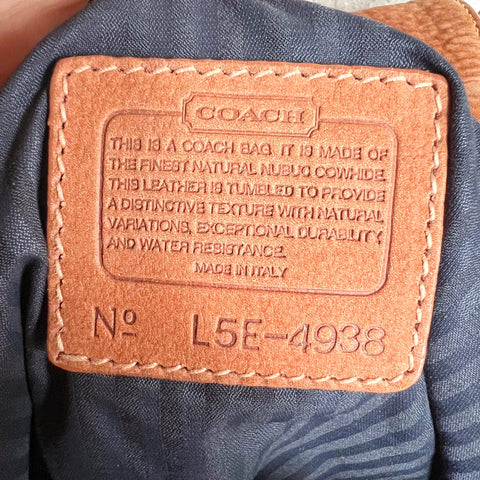 COACH
THIS IS A COACH BAG. IT IS MADE OF
THE FINEST NATURAL NUBUC COWHIDE.
THIS LEATHER IS TUMBLED TO PROVIDE
A DISTINCTIVE TEXTURE WITH NATURAL
VARIATIONS, EXCEPTIONAL DURABILITY
AND WATER RESISTANCE.
MADE IN ITALY
Nº L5E-4938